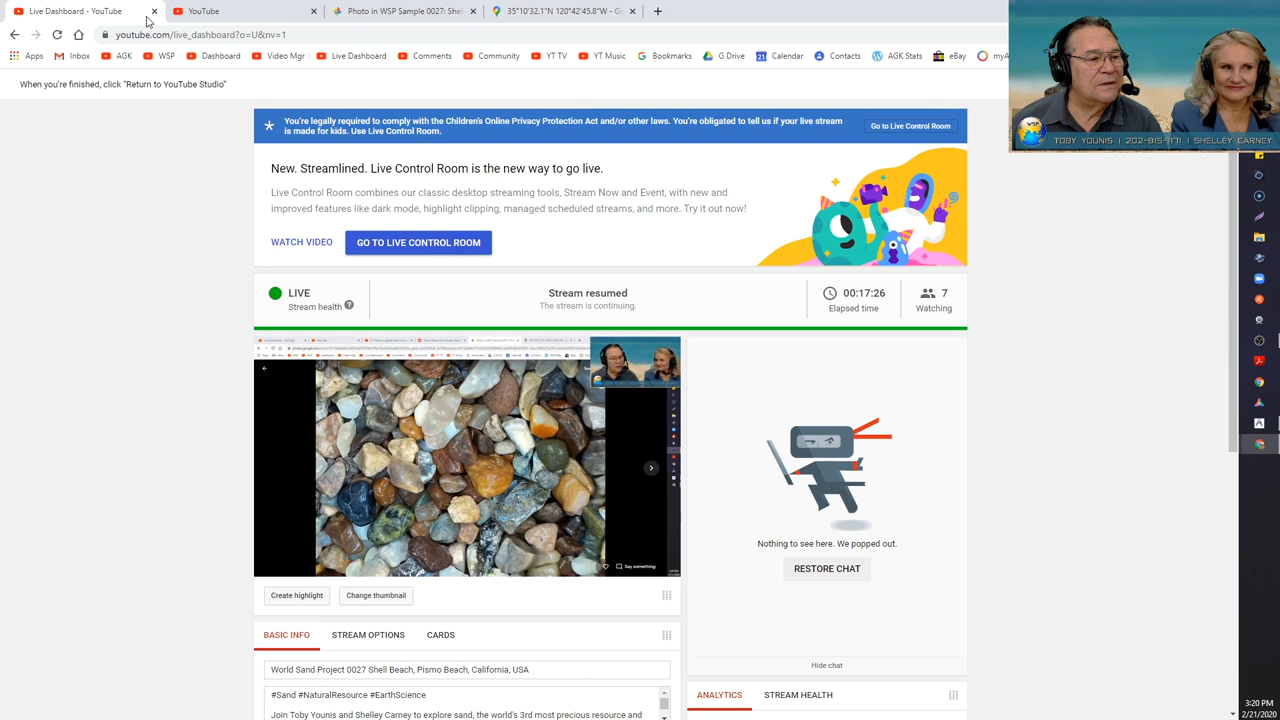 Live Dashboard - YouTube
YouTube
Photo in WSP Sample 0027: Shell
35°10'32.1"N 120°42'45.8"W - Go
youtube.com/live_dashboard?o=U&nv=1
Apps
Inbox
AGK
WSP
Dashboard
Video Mgr
Live Dashboard
Comments
Community
YT TV
YT Music
Bookmarks
G Drive
Calendar
Contacts
AGK Stats
eBay
myA
When you're finished, click "Return to YouTube Studio"
WSP
TOBY YOUNIS | 202-815-1171 | SHELLEY CARNEY
You're legally required to comply with the Children's Online Privacy Protection Act and/or other laws. You're obligated to tell us if your live stream
is made for kids. Use Live Control Room.
Go to Live Control Room
New. Streamlined. Live Control Room is the new way to go live.
Live Control Room combines our classic desktop streaming tools, Stream Now and Event, with new and
improved features like dark mode, highlight clipping, managed scheduled streams, and more. Try it out now!
WATCH VIDEO
GO TO LIVE CONTROL ROOM
LIVE
Stream health
Stream resumed
The stream is continuing.
00:17:26
Elapsed time
7
Watching
Say something
Nothing to see here. We popped out.
RESTORE CHAT
Create highlight
Change thumbnail
BASIC INFO
STREAM OPTIONS
CARDS
World Sand Project 0027 Shell Beach, Pismo Beach, California, USA
#Sand #NaturalResource #EarthScience
Join Toby Younis and Shelley Carney to explore sand, the world's 3rd most precious resource and
Hide chat
ANALYTICS
STREAM HEALTH
3:20 PM
2/21/2020